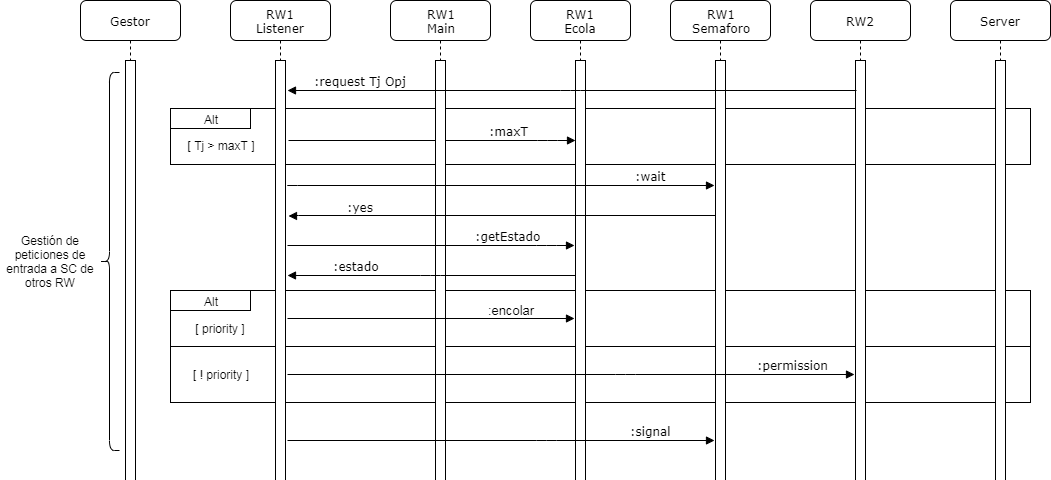 Gestor
RW1
Listener
RW1
Main
RW1
Ecola
RW1
Semaforo
RW2
Server
:request Tj Opj
Alt
[ Tj > maxT ]
:maxT
:wait
:yes
:getEstado
:estado
Gestión de
peticiones de
entrada a SC de
otros RW
Alt
:encolar
[ priority ]
:permission
[ ! priority ]
:signal